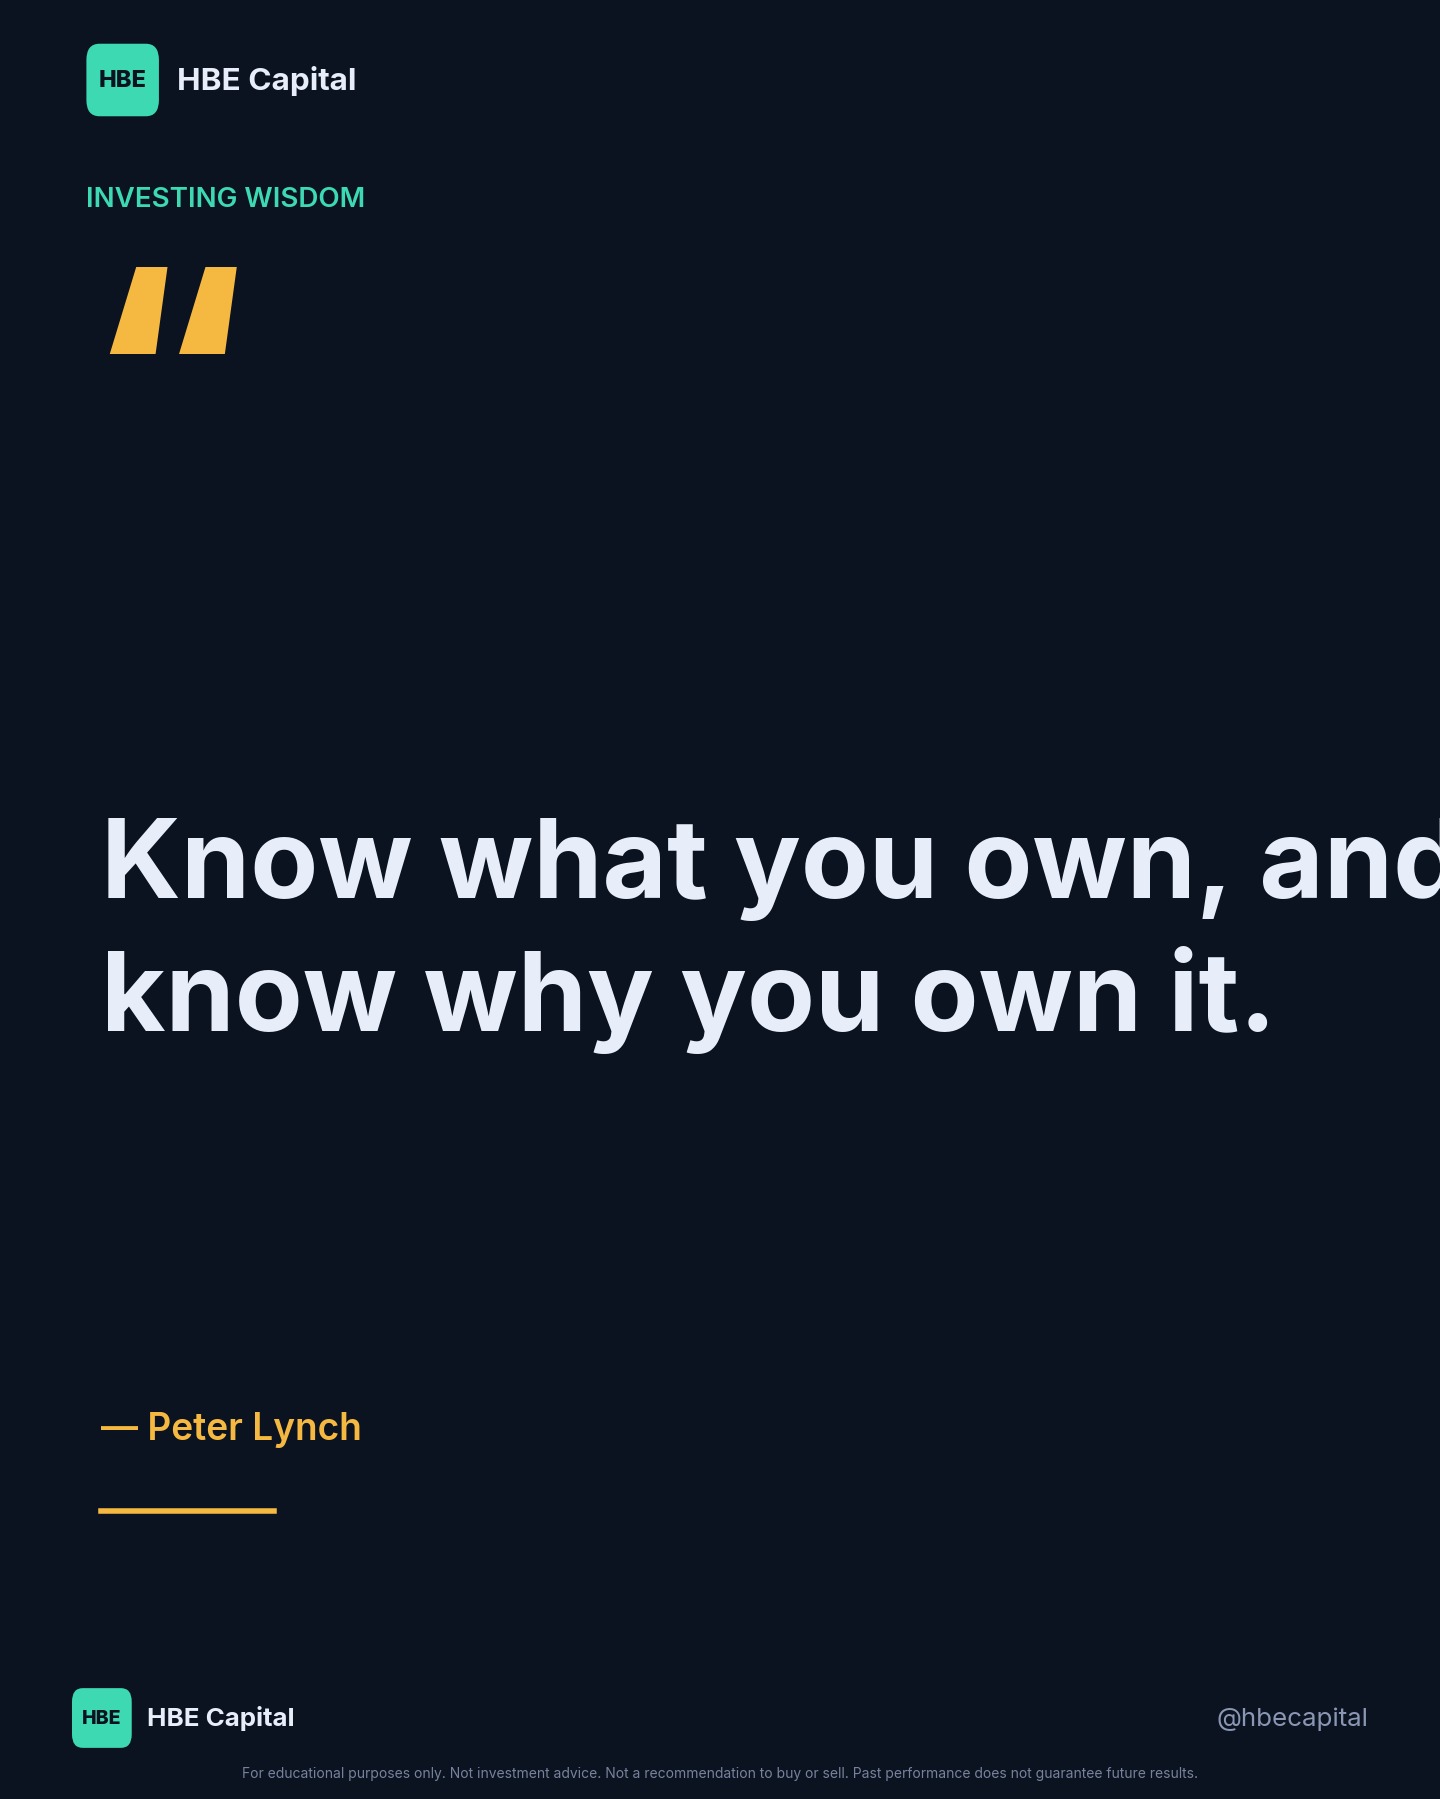 HBE HBE Capital
INVESTING WISDOM
“
Know what you own, and
know why you own it.
— Peter Lynch
HBE HBE Capital
@hbecapital
For educational purposes only. Not investment advice. Not a recommendation to buy or sell. Past performance does not guarantee future results.